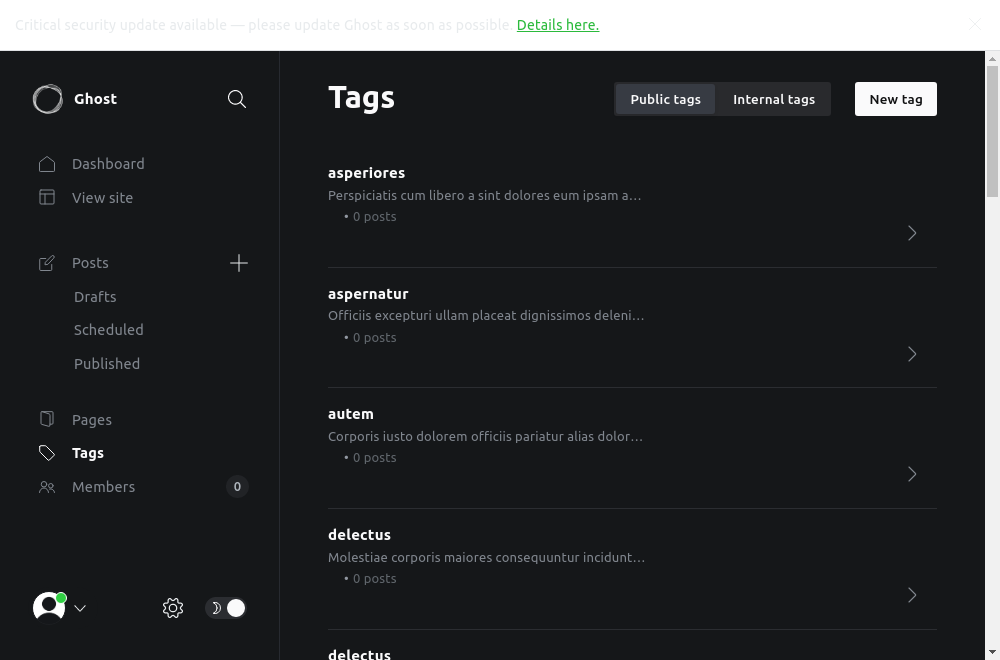 Critical security update available — please update Ghost as soon as possible. Details here.
Ghost
Dashboard
View site
Posts
Drafts
Scheduled
Published
Pages
Tags
Members 0
Tags
Public tags Internal tags New tag
asperiores
Perspiciatis cum libero a sint dolores eum ipsam a…
• 0 posts
aspernatur
Officiis excepturi ullam placeat dignissimos deleni…
• 0 posts
autem
Corporis iusto dolorem officiis pariatur alias dolor…
• 0 posts
delectus
Molestiae corporis maiores consequuntur incidunt…
• 0 posts
delectus